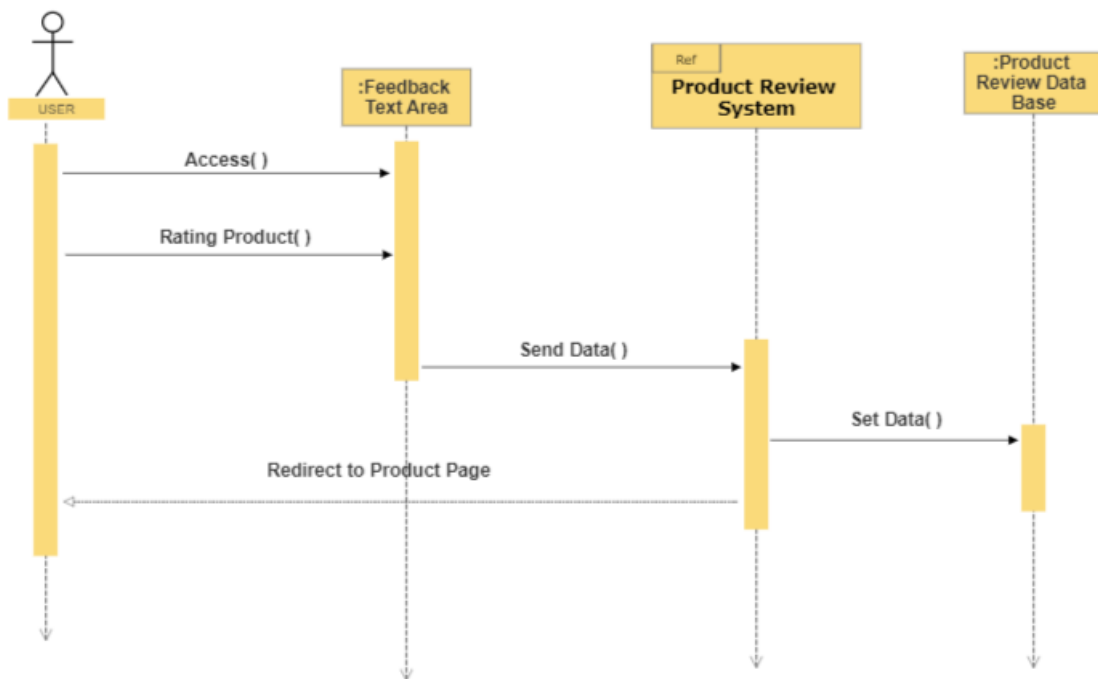 USER
:Feedback
Text Area
Ref
Product Review
System
:Product
Review Data
Base
Access( )
Rating Product( )
Send Data( )
Set Data( )
Redirect to Product Page